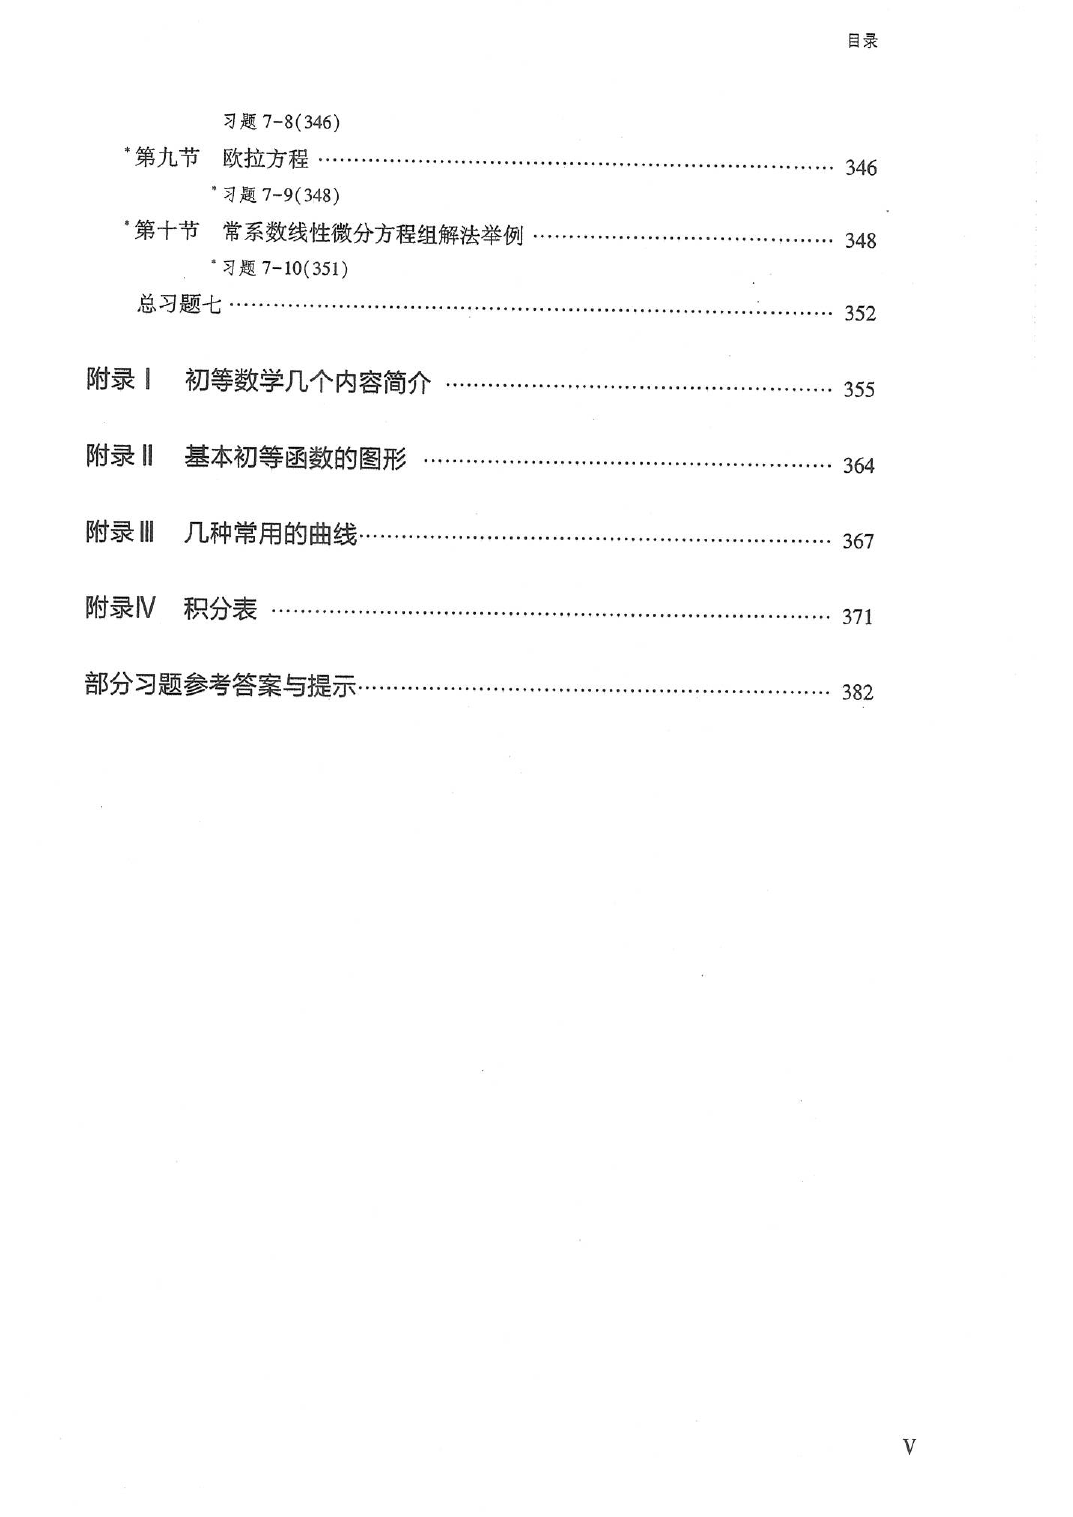 目录
习题 7-8(346)
*第九节 欧拉方程 …… 346
*习题 7-9(348)
*第十节 常系数线性微分方程组解法举例 …… 348
*习题 7-10(351)
总习题七 …… 352
附录Ⅰ 初等数学几个内容简介 …… 355
附录Ⅱ 基本初等函数的图形 …… 364
附录Ⅲ 几种常用的曲线 …… 367
附录Ⅳ 积分表 …… 371
部分习题参考答案与提示 …… 382
V